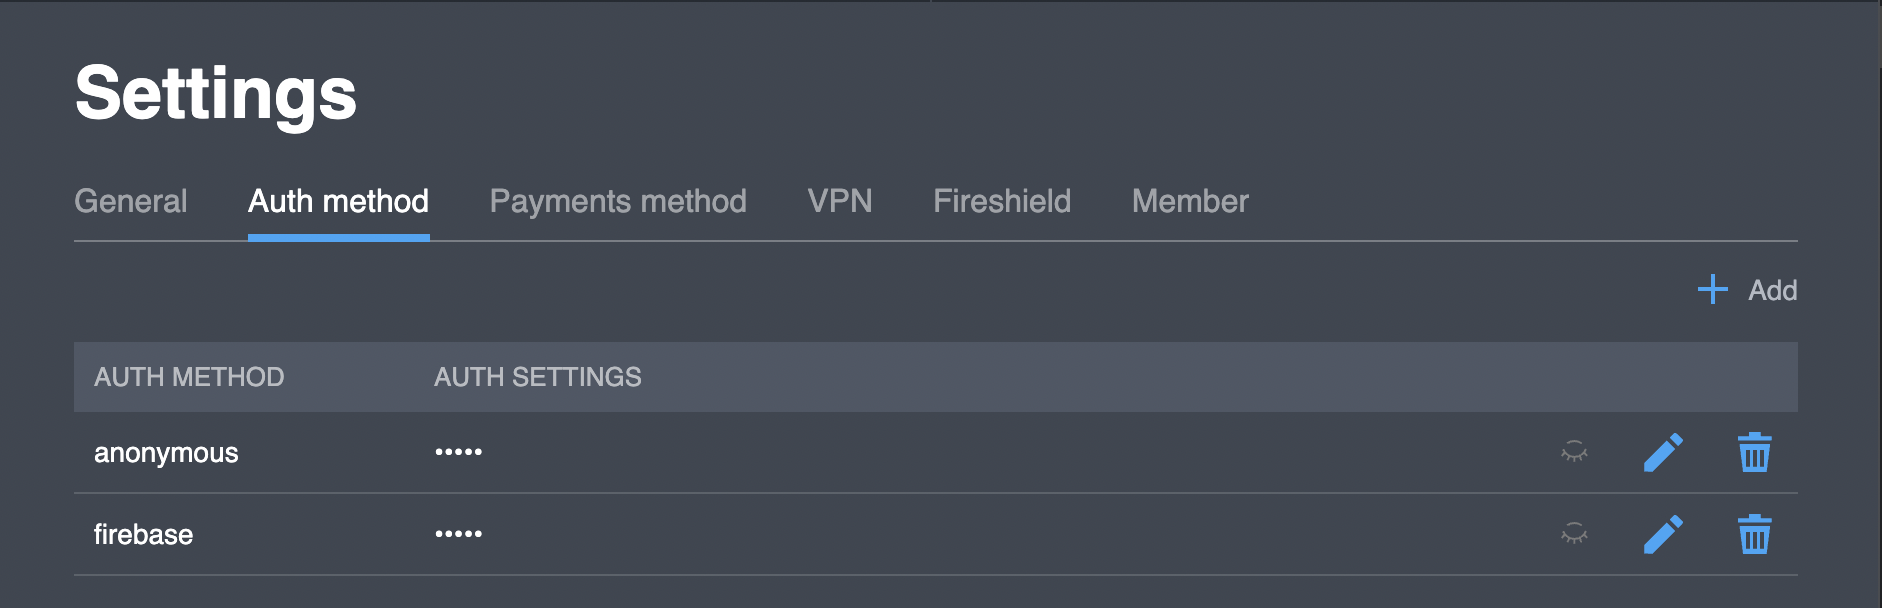 Settings
General Auth method Payments method VPN Fireshield Member
Add
AUTH METHOD AUTH SETTINGS
anonymous •••••
firebase •••••